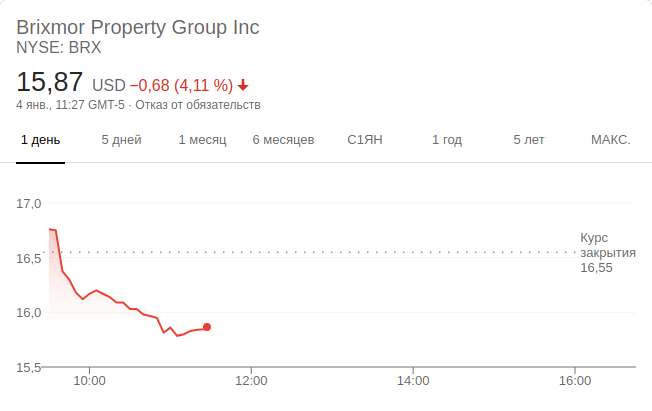 Brixmor Property Group Inc
NYSE: BRX
15,87 USD −0,68 (4,11 %)
4 янв., 11:27 GMT-5 · Отказ от обязательств
1 день 5 дней 1 месяц 6 месяцев С1ЯН 1 год 5 лет МАКС.
17,0
16,5
16,0
15,5
Курс
закрытия
16,55
10:00 12:00 14:00 16:00